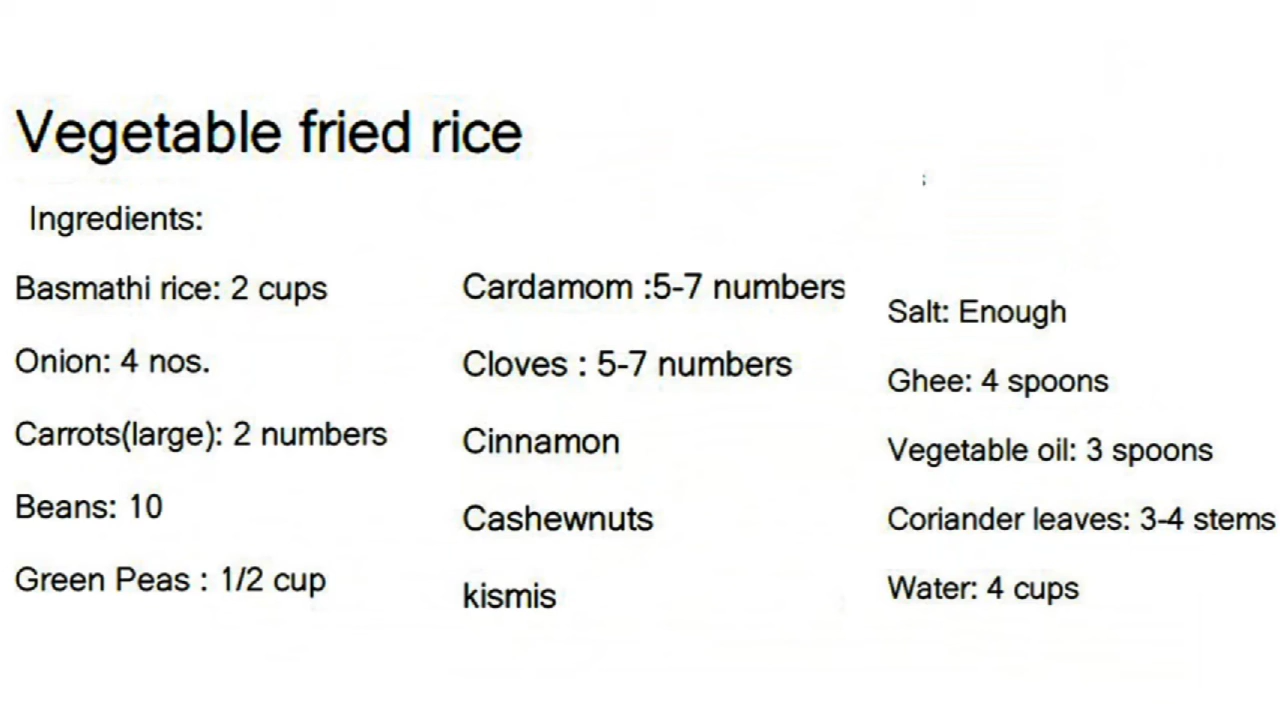 Vegetable fried rice
Ingredients:
Basmathi rice: 2 cups
Onion: 4 nos.
Carrots(large): 2 numbers
Beans: 10
Green Peas : 1/2 cup
Cardamom :5-7 numbers
Cloves : 5-7 numbers
Cinnamon
Cashewnuts
kismis
Salt: Enough
Ghee: 4 spoons
Vegetable oil: 3 spoons
Coriander leaves: 3-4 stems
Water: 4 cups